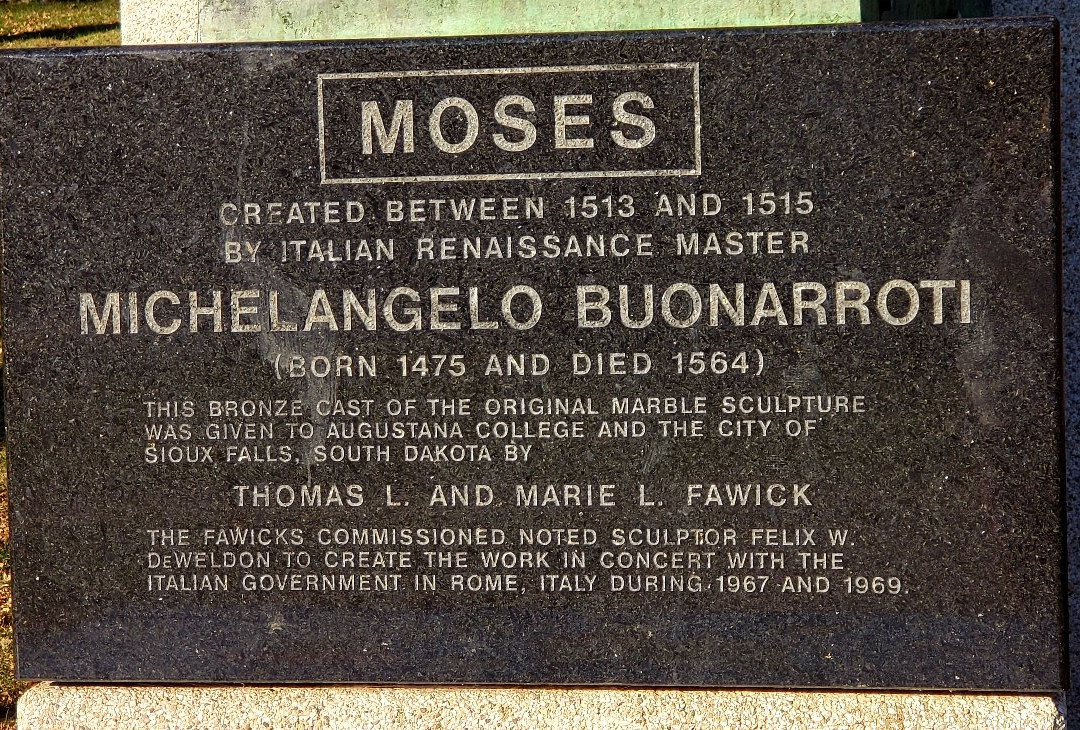 MOSES
CREATED BETWEEN 1513 AND 1515
BY ITALIAN RENAISSANCE MASTER
MICHELANGELO BUONARROTI
(BORN 1475 AND DIED 1564)
THIS BRONZE CAST OF THE ORIGINAL MARBLE SCULPTURE
WAS GIVEN TO AUGUSTANA COLLEGE AND THE CITY OF
SIOUX FALLS, SOUTH DAKOTA BY
THOMAS L. AND MARIE L. FAWICK
THE FAWICKS COMMISSIONED NOTED SCULPTOR FELIX W.
DeWELDON TO CREATE THE WORK IN CONCERT WITH THE
ITALIAN GOVERNMENT IN ROME, ITALY DURING 1967 AND 1969.